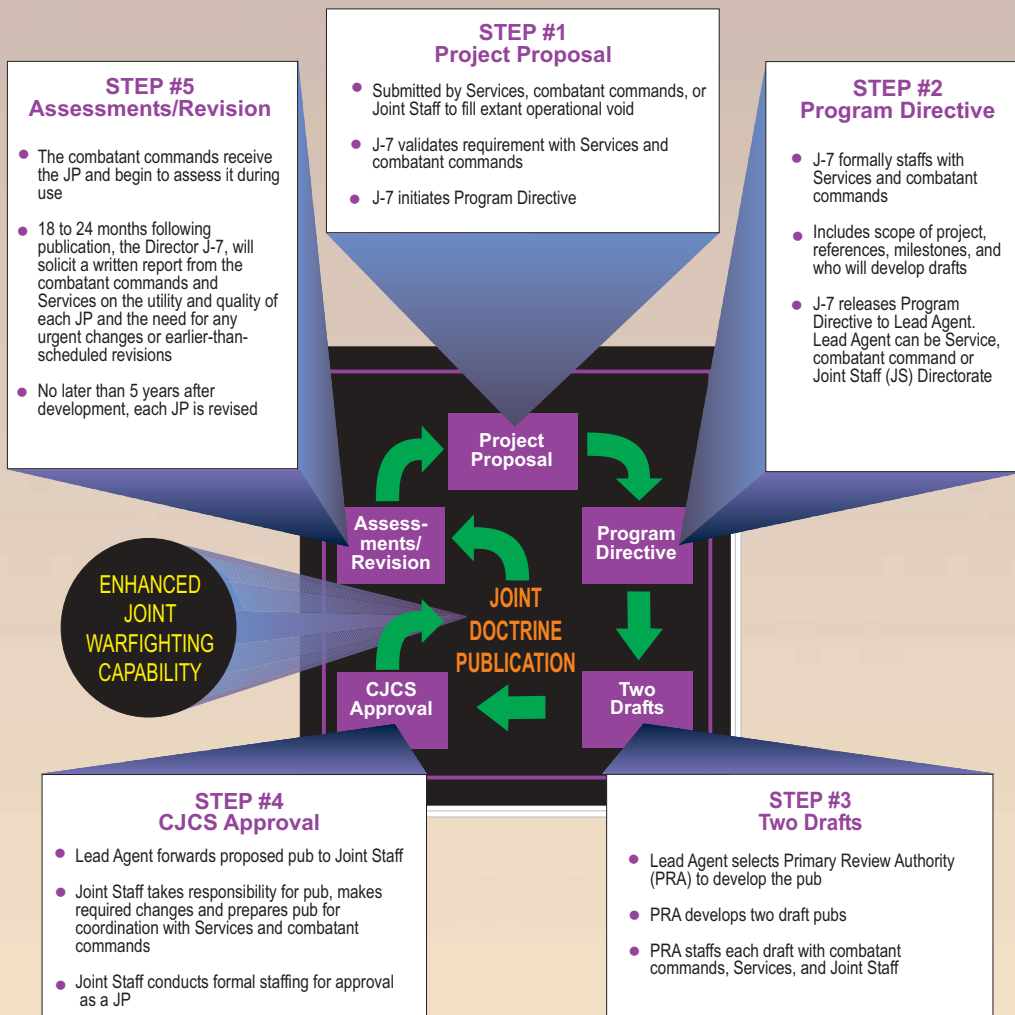 STEP #1
Project Proposal
• Submitted by Services, combatant commands, or
Joint Staff to fill extant operational void
• J-7 validates requirement with Services and
combatant commands
• J-7 initiates Program Directive
STEP #5
Assessments/Revision
• The combatant commands receive
the JP and begin to assess it during
use
• 18 to 24 months following
publication, the Director J-7, will
solicit a written report from the
combatant commands and
Services on the utility and quality of
each JP and the need for any
urgent changes or earlier-than-
scheduled revisions
• No later than 5 years after
development, each JP is revised
STEP #2
Program Directive
• J-7 formally staffs with
Services and combatant
commands
• Includes scope of project,
references, milestones, and
who will develop drafts
• J-7 releases Program
Directive to Lead Agent.
Lead Agent can be Service,
combatant command or
Joint Staff (JS) Directorate
Project
Proposal
Assess-
ments/
Revision
Program
Directive
ENHANCED
JOINT
WARFIGHTING
CAPABILITY
JOINT
DOCTRINE
PUBLICATION
CJCS
Approval
Two
Drafts
STEP #4
CJCS Approval
• Lead Agent forwards proposed pub to Joint Staff
• Joint Staff takes responsibility for pub, makes
required changes and prepares pub for
coordination with Services and combatant
commands
• Joint Staff conducts formal staffing for approval
as a JP
STEP #3
Two Drafts
• Lead Agent selects Primary Review Authority
(PRA) to develop the pub
• PRA develops two draft pubs
• PRA staffs each draft with combatant
commands, Services, and Joint Staff